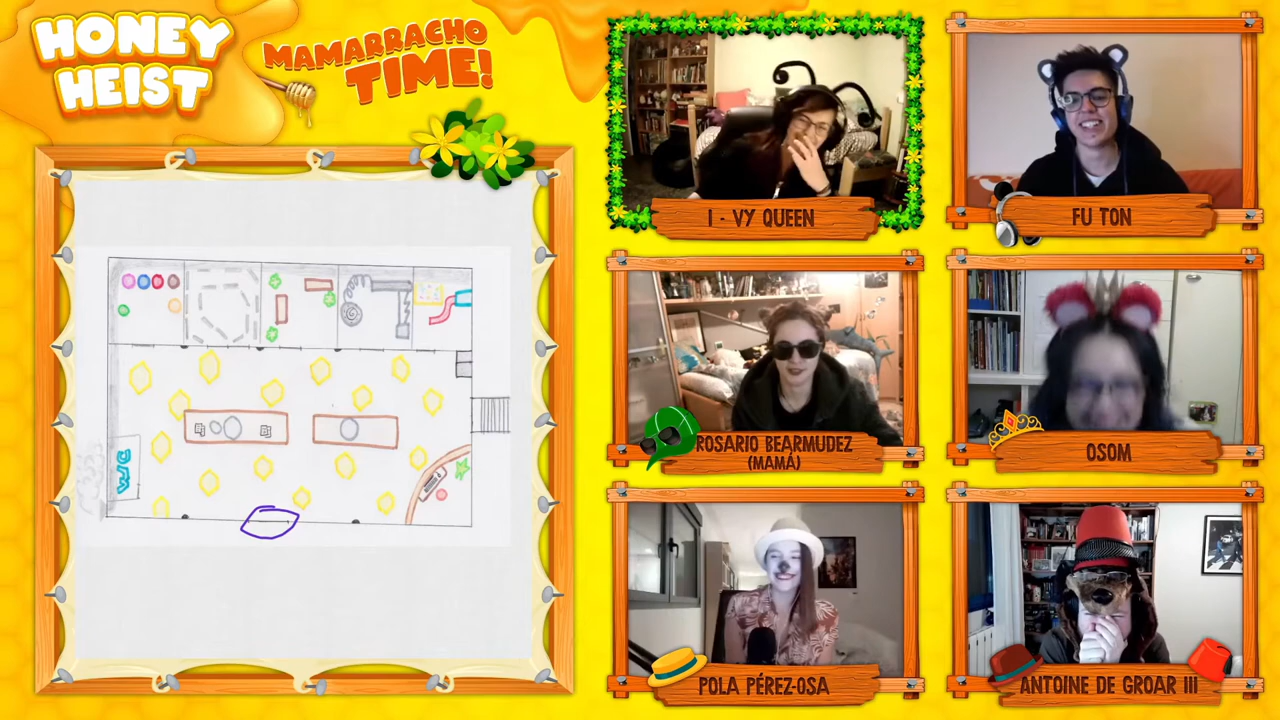 HONEY
HEIST
MAMARRACHO
TIME!
WC
I - VY QUEEN
FU TON
ROSARIO BEARMUDEZ
(MAMÁ)
OSOM
POLA PÉREZ-OSA
ANTOINE DE GROAR III